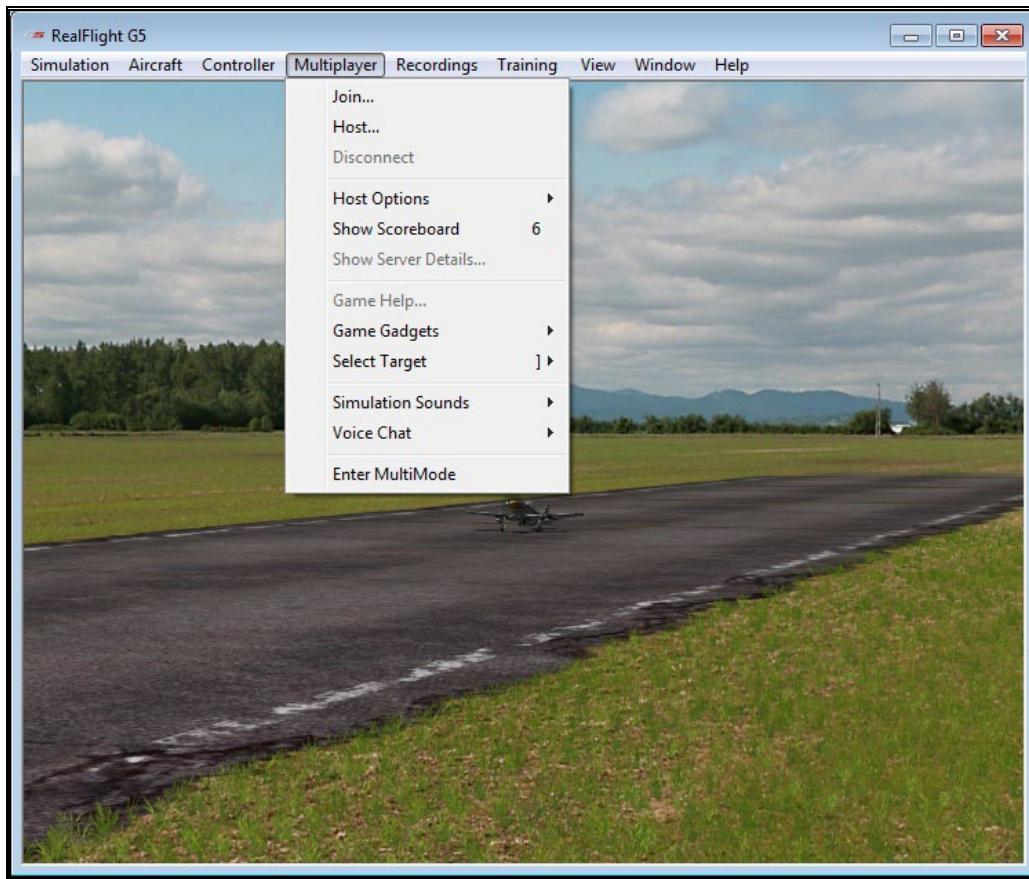 RealFlight G5
Simulation Aircraft Controller Multiplayer Recordings Training View Window Help
Join...
Host...
Disconnect
Host Options
Show Scoreboard 6
Show Server Details...
Game Help...
Game Gadgets
Select Target ]
Simulation Sounds
Voice Chat
Enter MultiMode